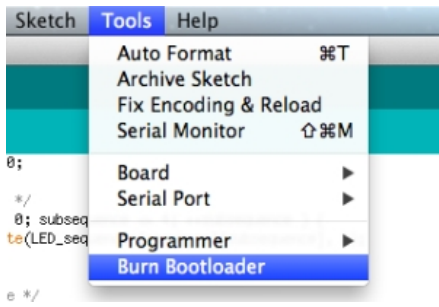 Sketch Tools Help
Auto Format ⌘T
Archive Sketch
Fix Encoding & Reload
Serial Monitor ⇧⌘M
0;
Board ▶
*/
Serial Port ▶
0; subseq
te(LED_seq
Programmer ▶
Burn Bootloader
e */